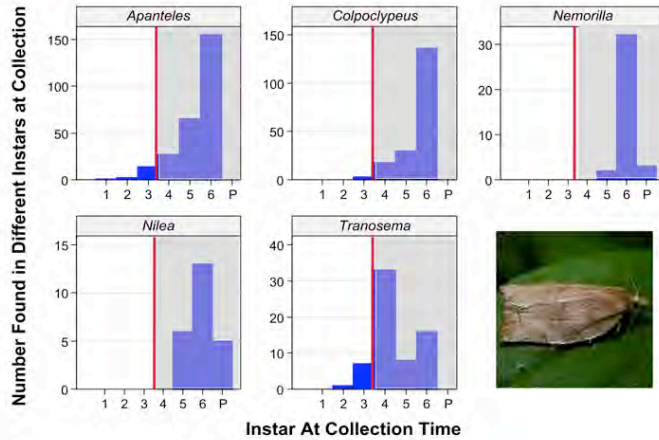 Number Found in Different Instars at Collection
Apanteles
150
100
50
0
1 2 3 4 5 6 P
Colpoclypeus
150
100
50
0
1 2 3 4 5 6 P
Nemorilla
30
20
10
0
1 2 3 4 5 6 P
Nilea
15
10
5
0
1 2 3 4 5 6 P
Tranosema
40
30
20
10
0
1 2 3 4 5 6 P
Instar At Collection Time